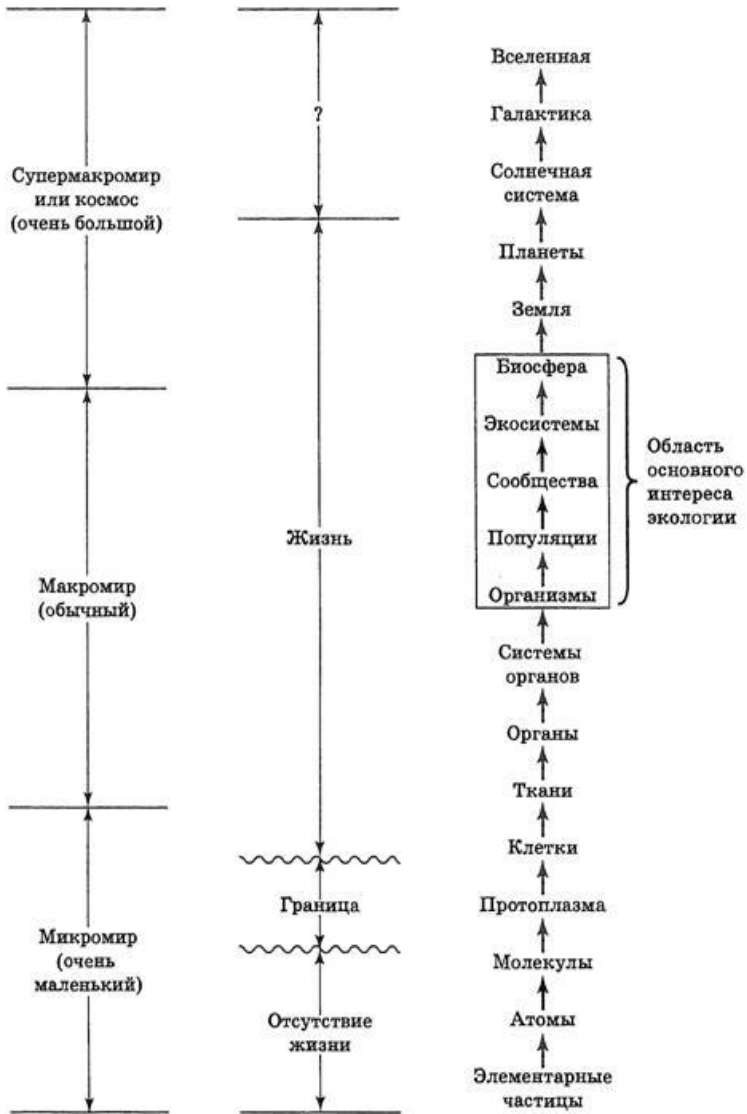 Супермакромир
или космос
(очень большой)
Макромир
(обычный)
Микромир
(очень
маленький)
?
Жизнь
Граница
Отсутствие
жизни
Вселенная
Галактика
Солнечная
система
Планеты
Земля
Биосфера
Экосистемы
Сообщества
Популяции
Организмы
Системы
органов
Органы
Ткани
Клетки
Протоплазма
Молекулы
Атомы
Элементарные
частицы
Область
основного
интереса
экологии